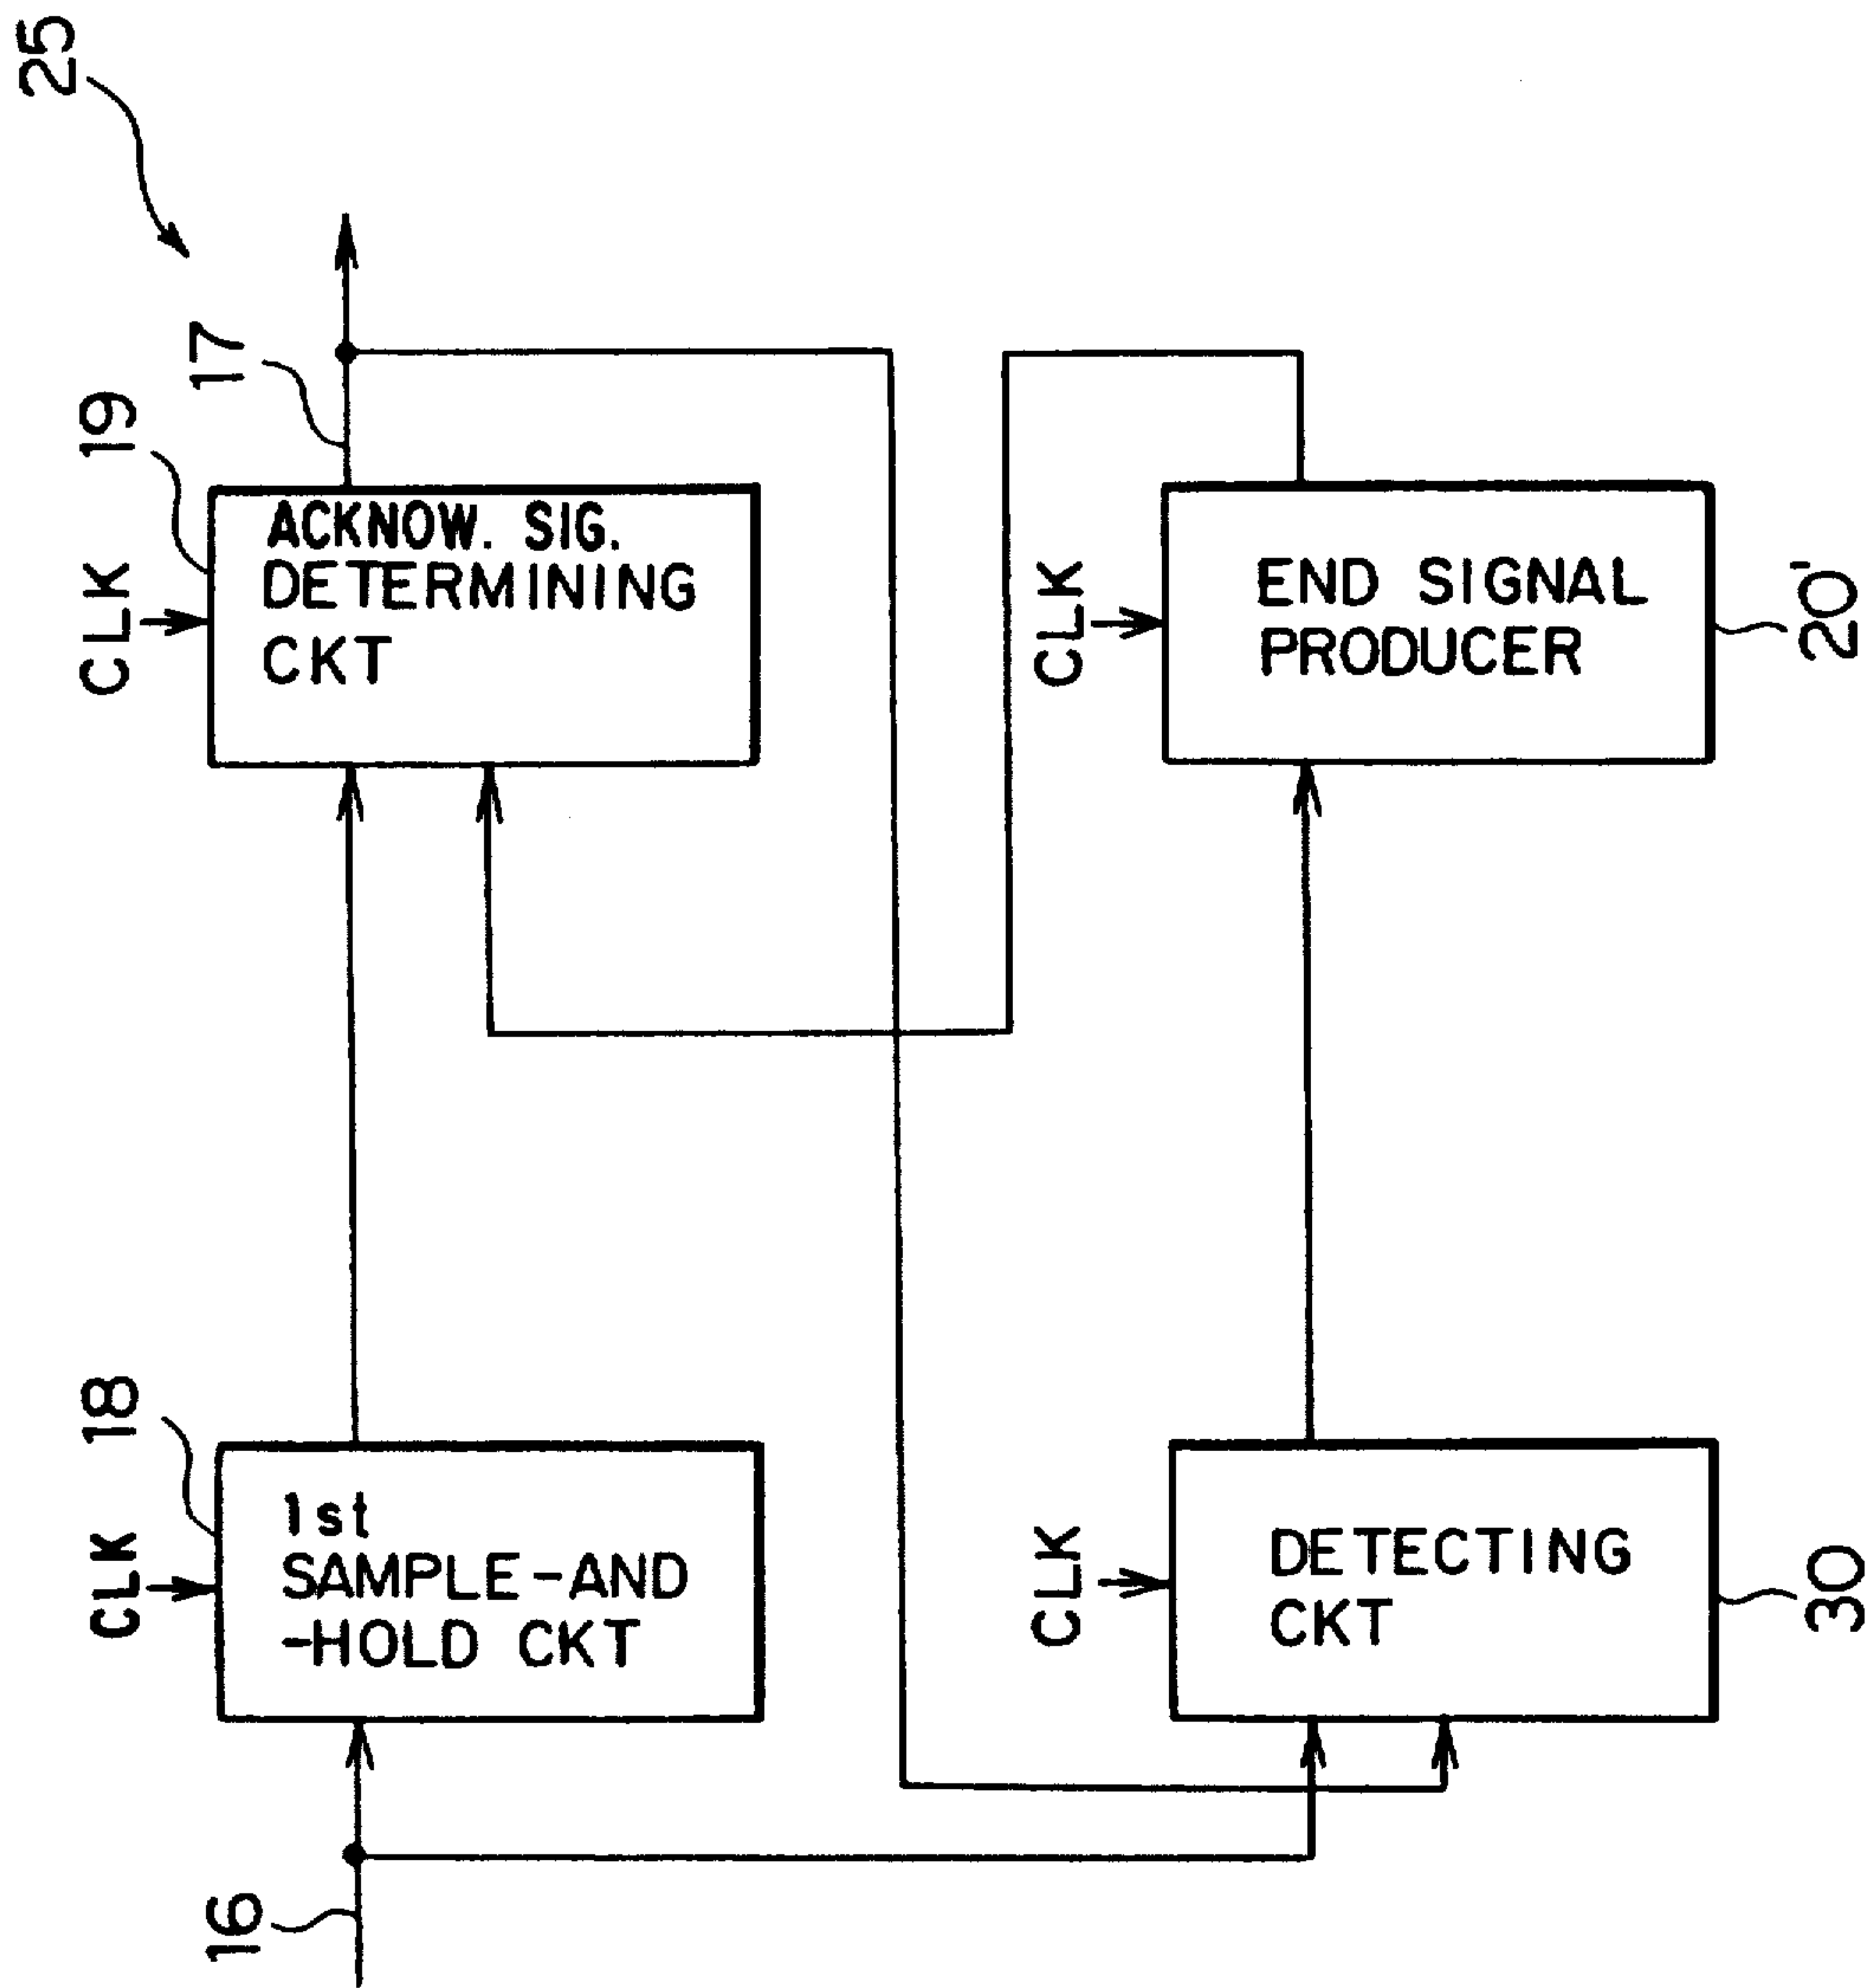 25
16
CLK
18
1st
SAMPLE-AND
-HOLD CKT
CLK
19
ACKNOW. SIG.
DETERMINING
CKT
17
CLK
DETECTING
CKT
30
CLK
END SIGNAL
PRODUCER
20'